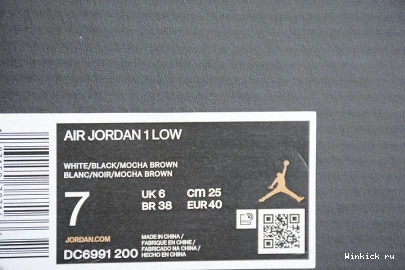 AIR JORDAN 1 LOW
WHITE/BLACK/MOCHA BROWN
BLANC/NOIR/MOCHA BROWN
7
UK 6 CM 25
BR 38 EUR 40
JORDAN.COM
DC6991 200
MADE IN CHINA /
FABRIQUÉ EN CHINE /
FABRICADO NA CHINA /
HECHO EN CHINA
Winkick ru